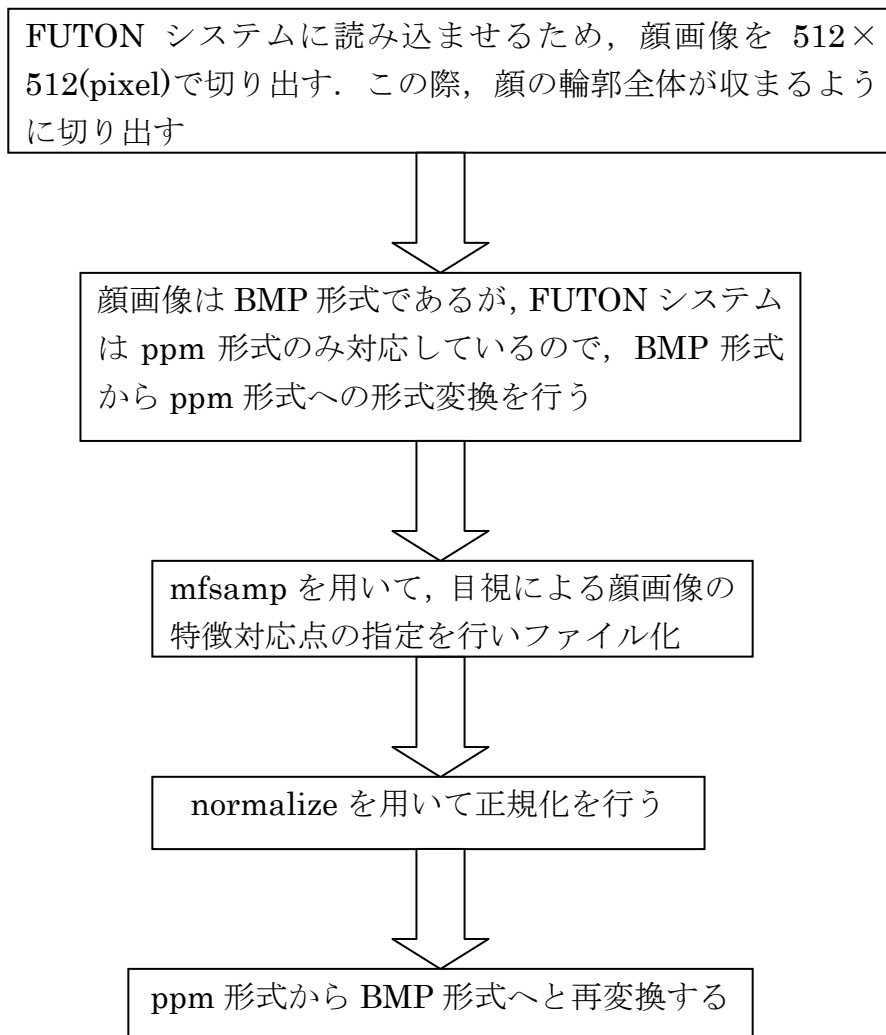 FUTON システムに読み込ませるため，顔画像を 512×
512(pixel)で切り出す．この際，顔の輪郭全体が収まるよう
に切り出す
顔画像は BMP 形式であるが，FUTON システム
は ppm 形式のみ対応しているので，BMP 形式
から ppm 形式への形式変換を行う
mfsamp を用いて，目視による顔画像の
特徴対応点の指定を行いファイル化
normalize を用いて正規化を行う
ppm 形式から BMP 形式へと再変換する